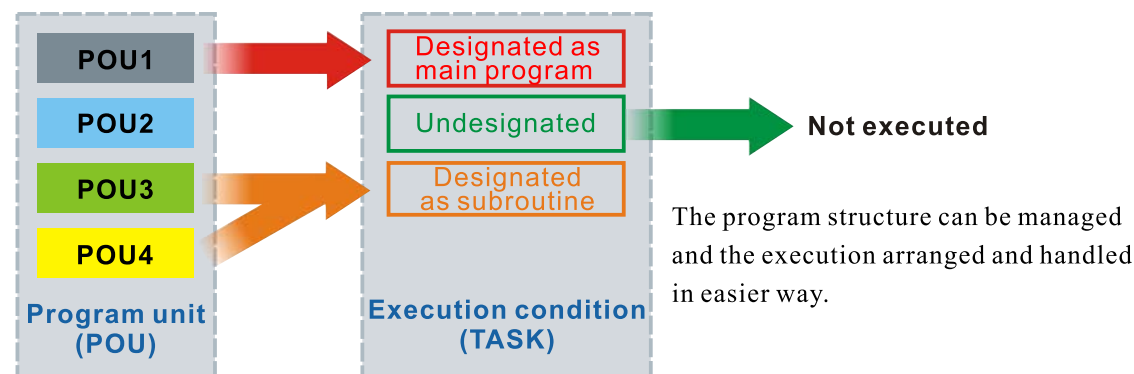 POU1
POU2
POU3
POU4
Program unit
(POU)
Designated as
main program
Undesignated
Designated
as subroutine
Execution condition
(TASK)
Not executed
The program structure can be managed
and the execution arranged and handled
in easier way.